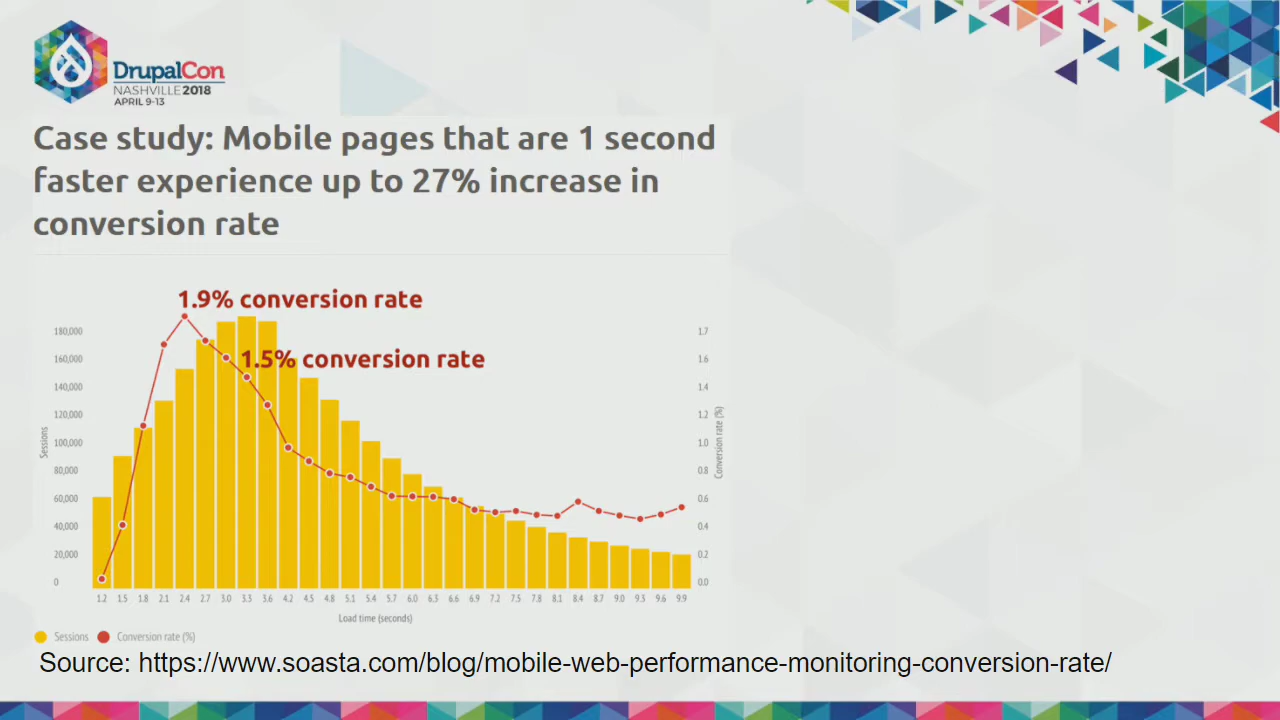 DrupalCon
NASHVILLE 2018
APRIL 9-13
Case study: Mobile pages that are 1 second
faster experience up to 27% increase in
conversion rate
1.9% conversion rate
1.5% conversion rate
180,000
160,000
140,000
120,000
100,000
80,000
60,000
40,000
20,000
0
Sessions
1.7
1.6
1.4
1.2
1.0
0.8
0.6
0.4
0.2
0.0
Conversion rate (%)
1.2 1.5 1.8 2.1 2.4 2.7 3.0 3.3 3.6 4.2 4.5 4.8 5.1 5.4 5.7 6.0 6.3 6.6 6.9 7.2 7.5 7.8 8.1 8.4 8.7 9.0 9.3 9.6 9.9
Load time (seconds)
Sessions Conversion rate (%)
Source: https://www.soasta.com/blog/mobile-web-performance-monitoring-conversion-rate/